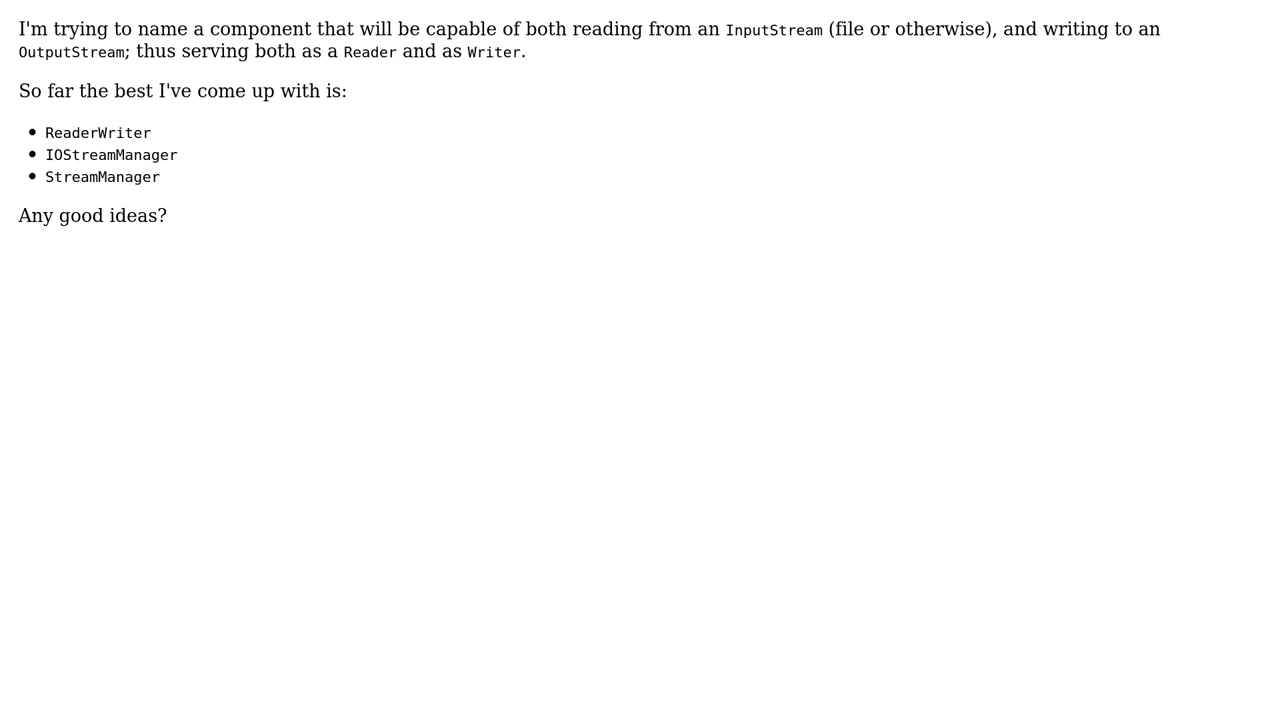 I'm trying to name a component that will be capable of both reading from an InputStream (file or otherwise), and writing to an
OutputStream; thus serving both as a Reader and as Writer.
So far the best I've come up with is:
• ReaderWriter
• IOStreamManager
• StreamManager
Any good ideas?